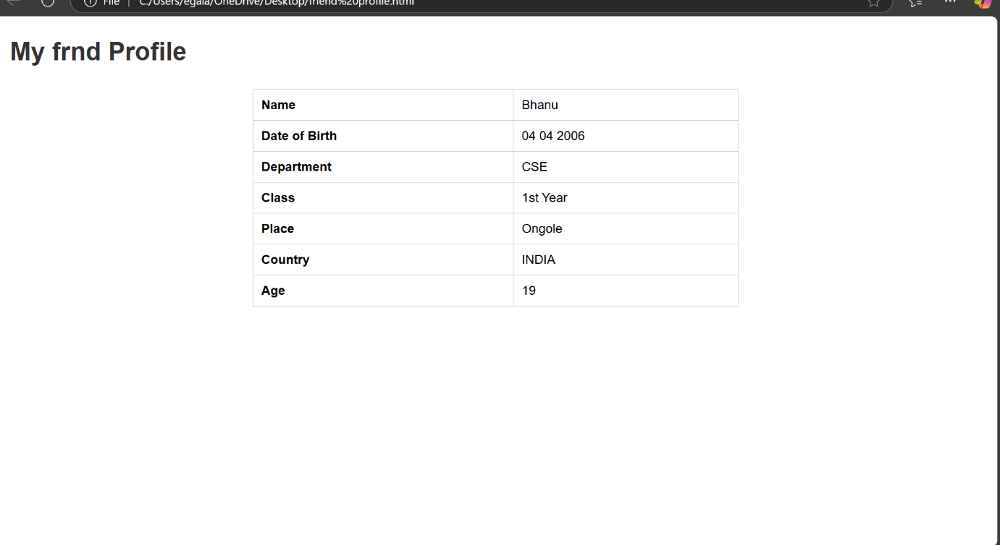 File C:/Users/egala/OneDrive/Desktop/friend%20profile.html
My frnd Profile
Name Bhanu
Date of Birth 04 04 2006
Department CSE
Class 1st Year
Place Ongole
Country INDIA
Age 19